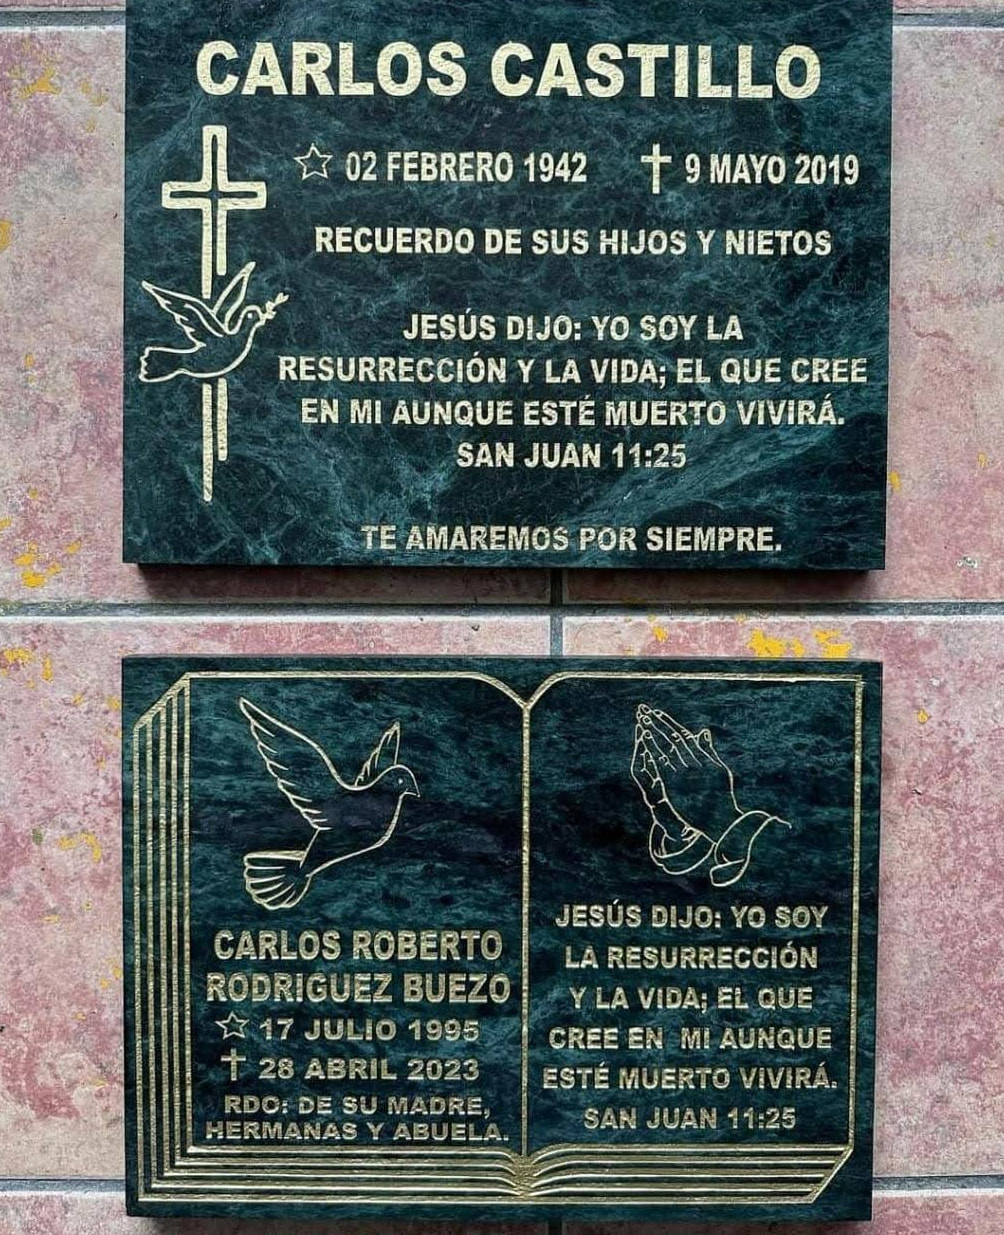 CARLOS CASTILLO
02 FEBRERO 1942 9 MAYO 2019
RECUERDO DE SUS HIJOS Y NIETOS
JESÚS DIJO: YO SOY LA
RESURRECCIÓN Y LA VIDA; EL QUE CREE
EN MI AUNQUE ESTÉ MUERTO VIVIRÁ.
SAN JUAN 11:25
TE AMAREMOS POR SIEMPRE.
CARLOS ROBERTO
RODRIGUEZ BUEZO
17 JULIO 1995
28 ABRIL 2023
RDO: DE SU MADRE,
HERMANAS Y ABUELA.
JESÚS DIJO: YO SOY
LA RESURRECCIÓN
Y LA VIDA; EL QUE
CREE EN MI AUNQUE
ESTÉ MUERTO VIVIRÁ.
SAN JUAN 11:25